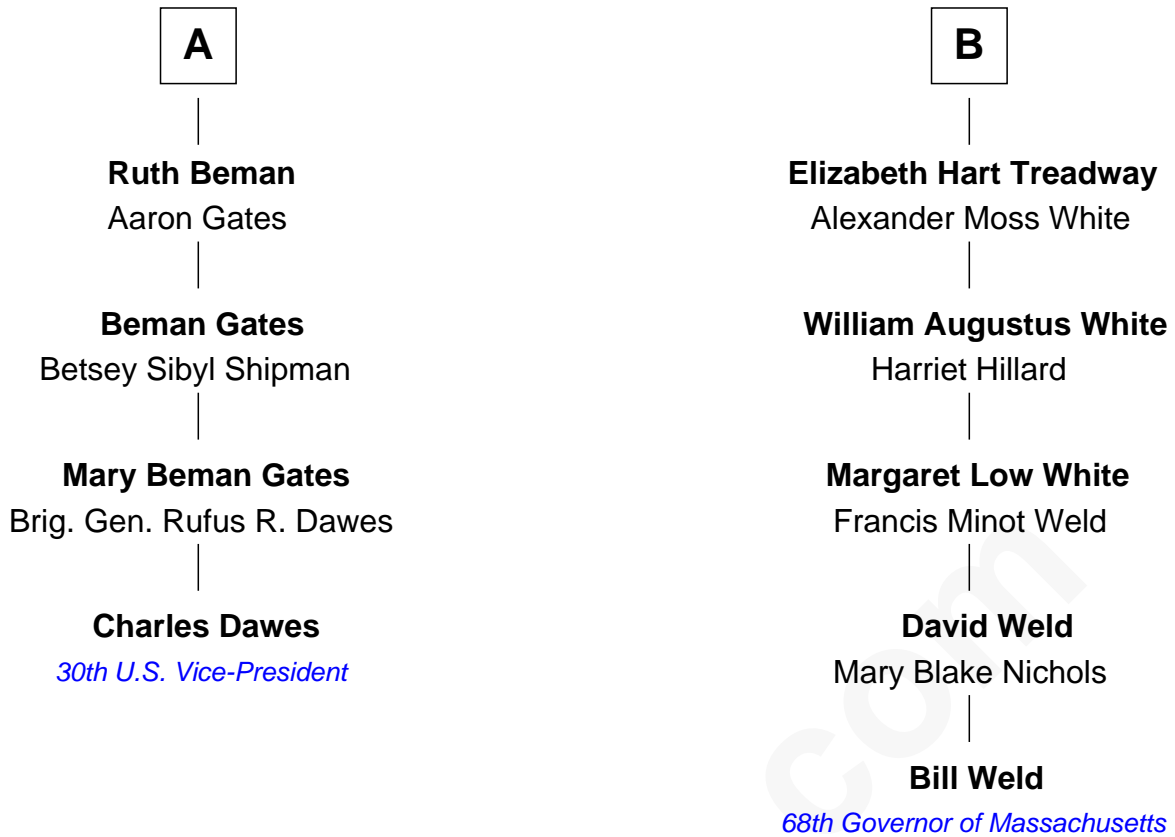 A
Ruth Beman
Aaron Gates
Beman Gates
Betsey Sibyl Shipman
Mary Beman Gates
Brig. Gen. Rufus R. Dawes
Charles Dawes
30th U.S. Vice-President
B
Elizabeth Hart Treadway
Alexander Moss White
William Augustus White
Harriet Hillard
Margaret Low White
Francis Minot Weld
David Weld
Mary Blake Nichols
Bill Weld
68th Governor of Massachusetts
com